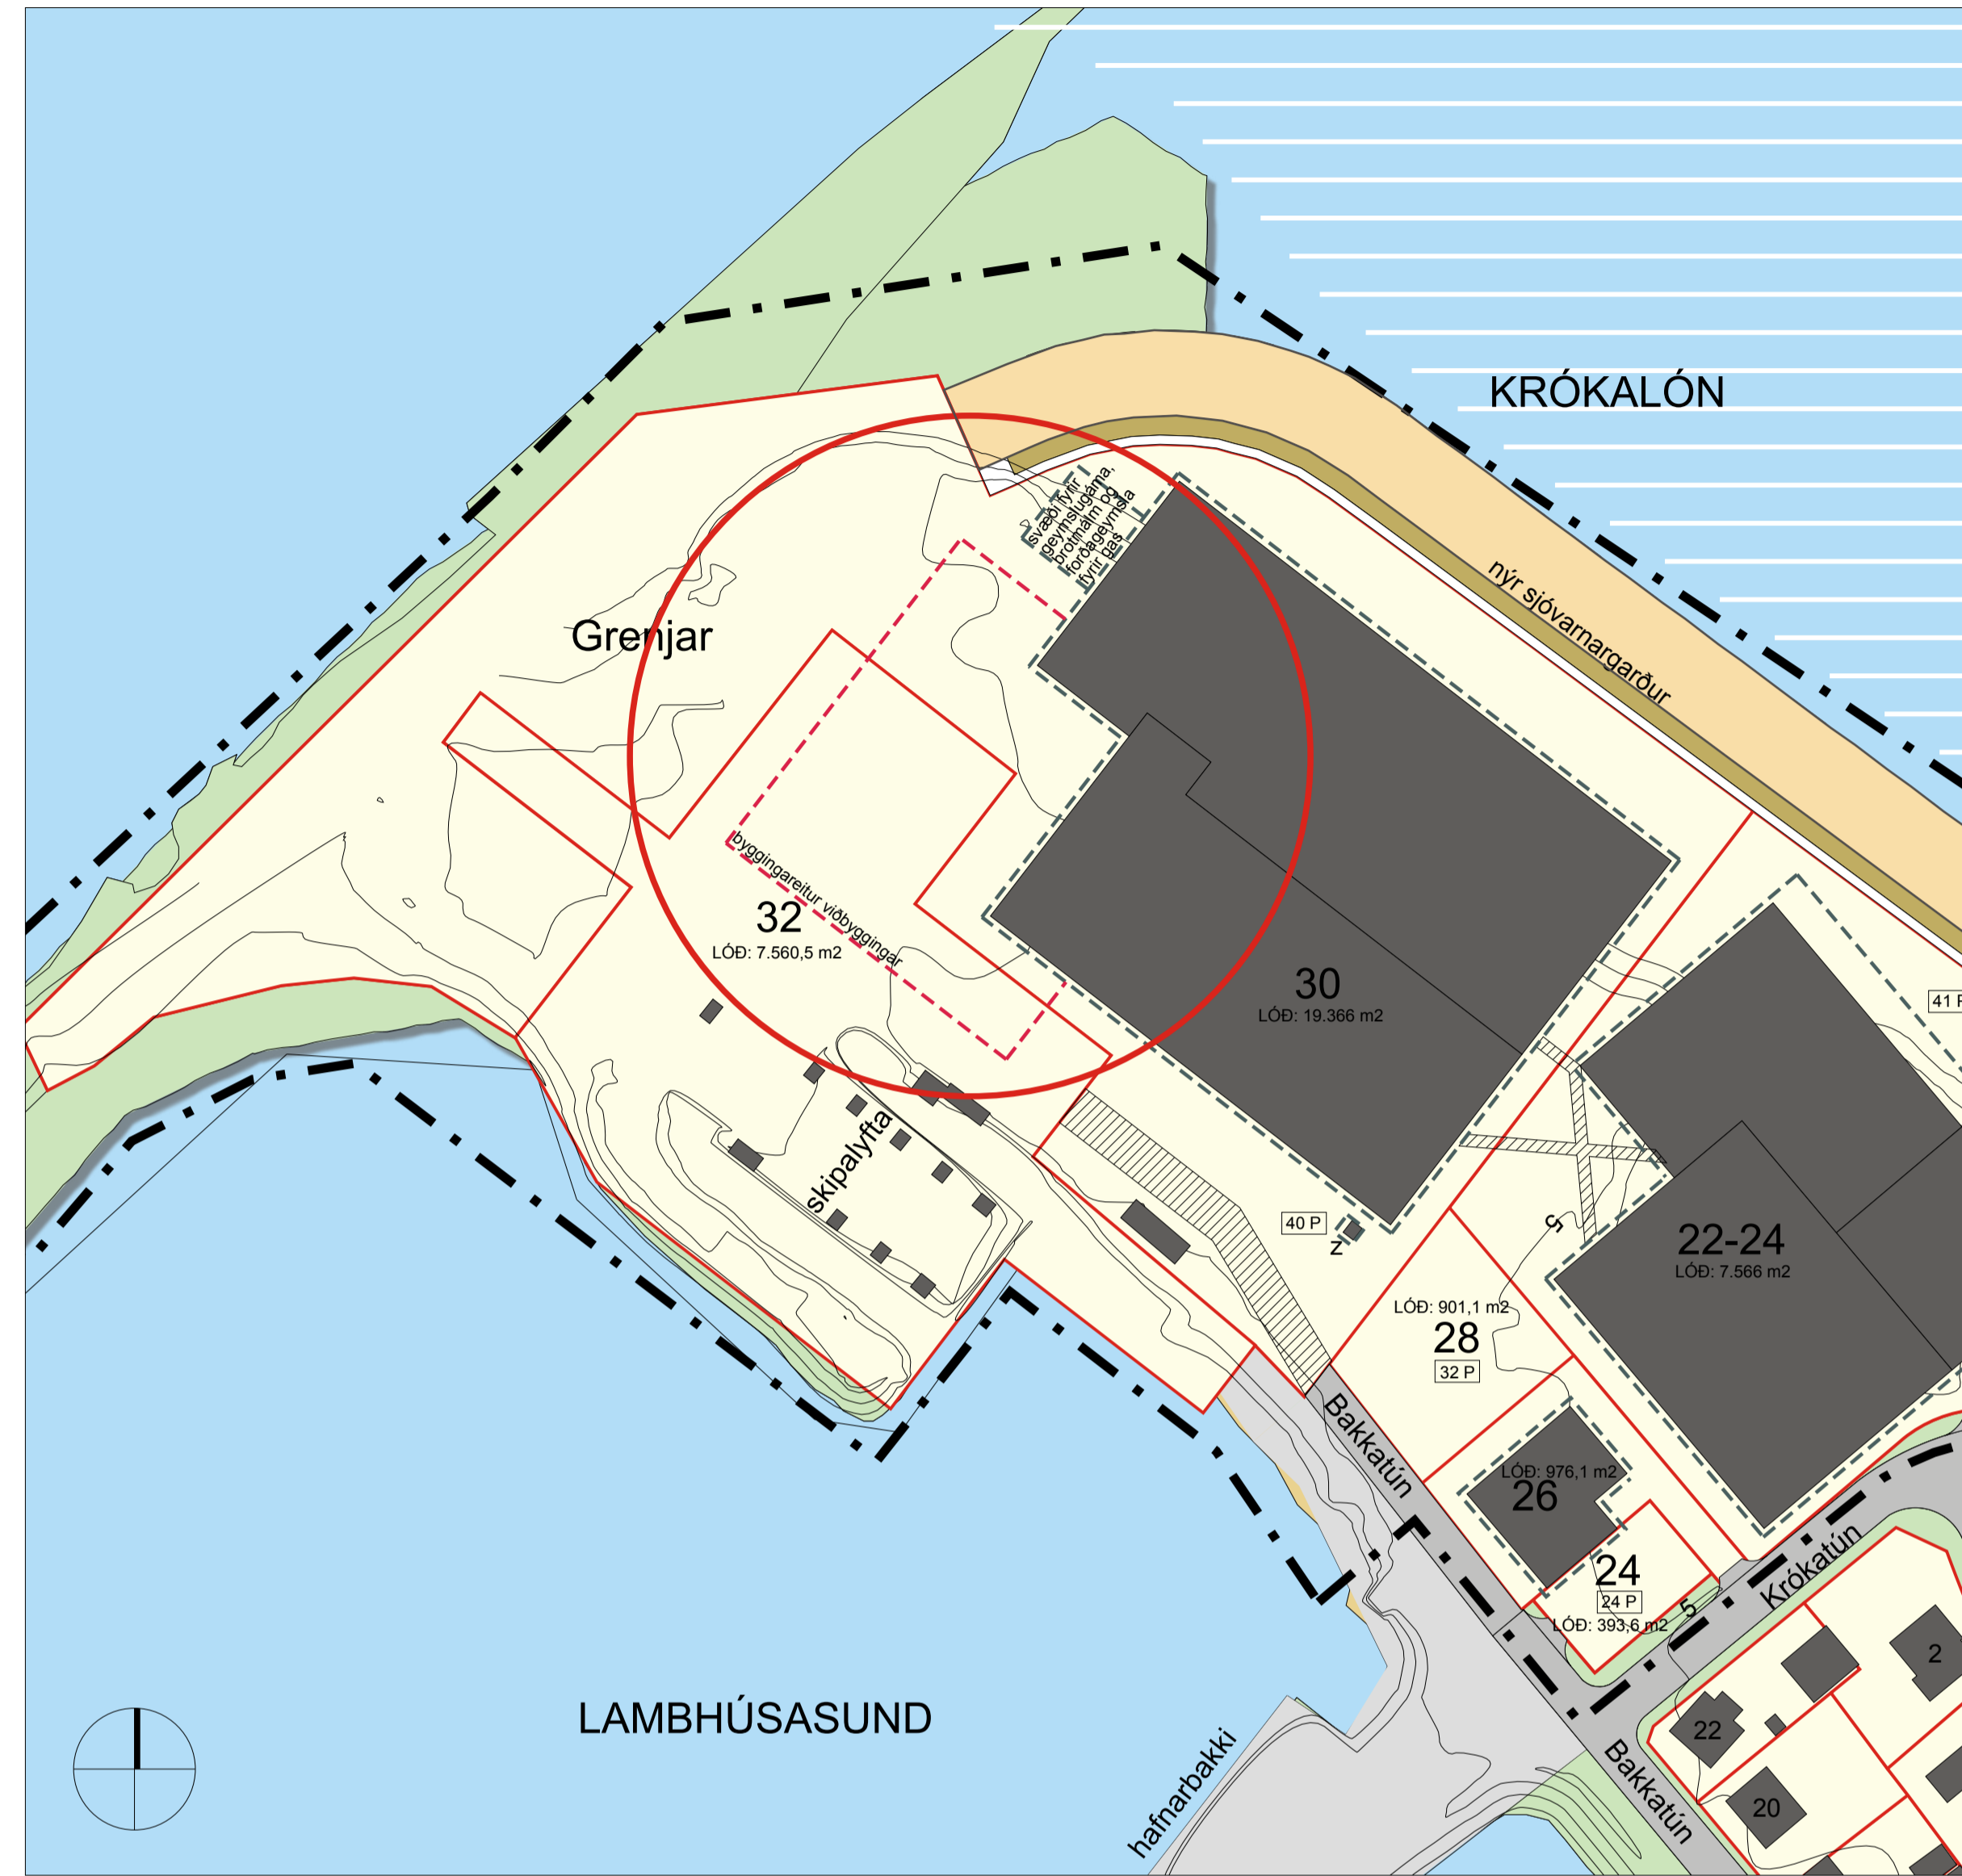 KRÓKALÓN
svæði fyrir
geymslugáma,
brotmálm og
forðageymsla
fyrir gas
nýr sjóvarnargarður
Grenjar
byggingareitur viðbyggingar
32
LÓÐ: 7.560,5 m2
30
LÓÐ: 19.366 m2
41 P
skipalyfta
40 P
z
5
22-24
LÓÐ: 7.566 m2
LÓÐ: 901,1 m2
28
32 P
Bakkatún
LÓÐ: 976,1 m2
26
24
24 P
LÓÐ: 393,6 m2
5
Krókatún
2
22
20
LAMBHÚSASUND
hafnarbakki
Bakkatún